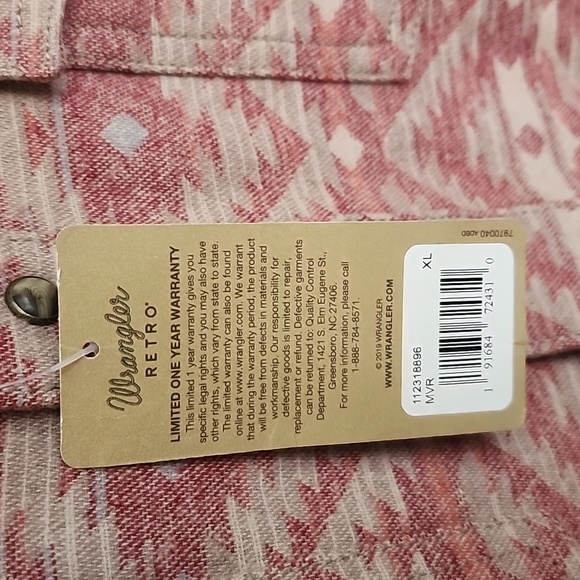 Wrangler
RETRO®
LIMITED ONE YEAR WARRANTY
This limited 1 year warranty gives you
specific legal rights and you may also have
other rights, which vary from state to state.
The limited warranty can also be found
online at www.wrangler.com. We warrant
that during the warranty period, the product
will be free from defects in materials and
workmanship. Our responsibility for
defective goods is limited to repair,
replacement or refund. Defective garments
can be returned to: Quality Control
Department, 1421 S. Elm Eugene St.,
Greensboro, NC 27406.
For more information, please call
1-888-784-8571.
© 2019 WRANGLER
WWW.WRANGLER.COM
112318896
MVR
XL
1 91684 72431 0
7970040 AOBD